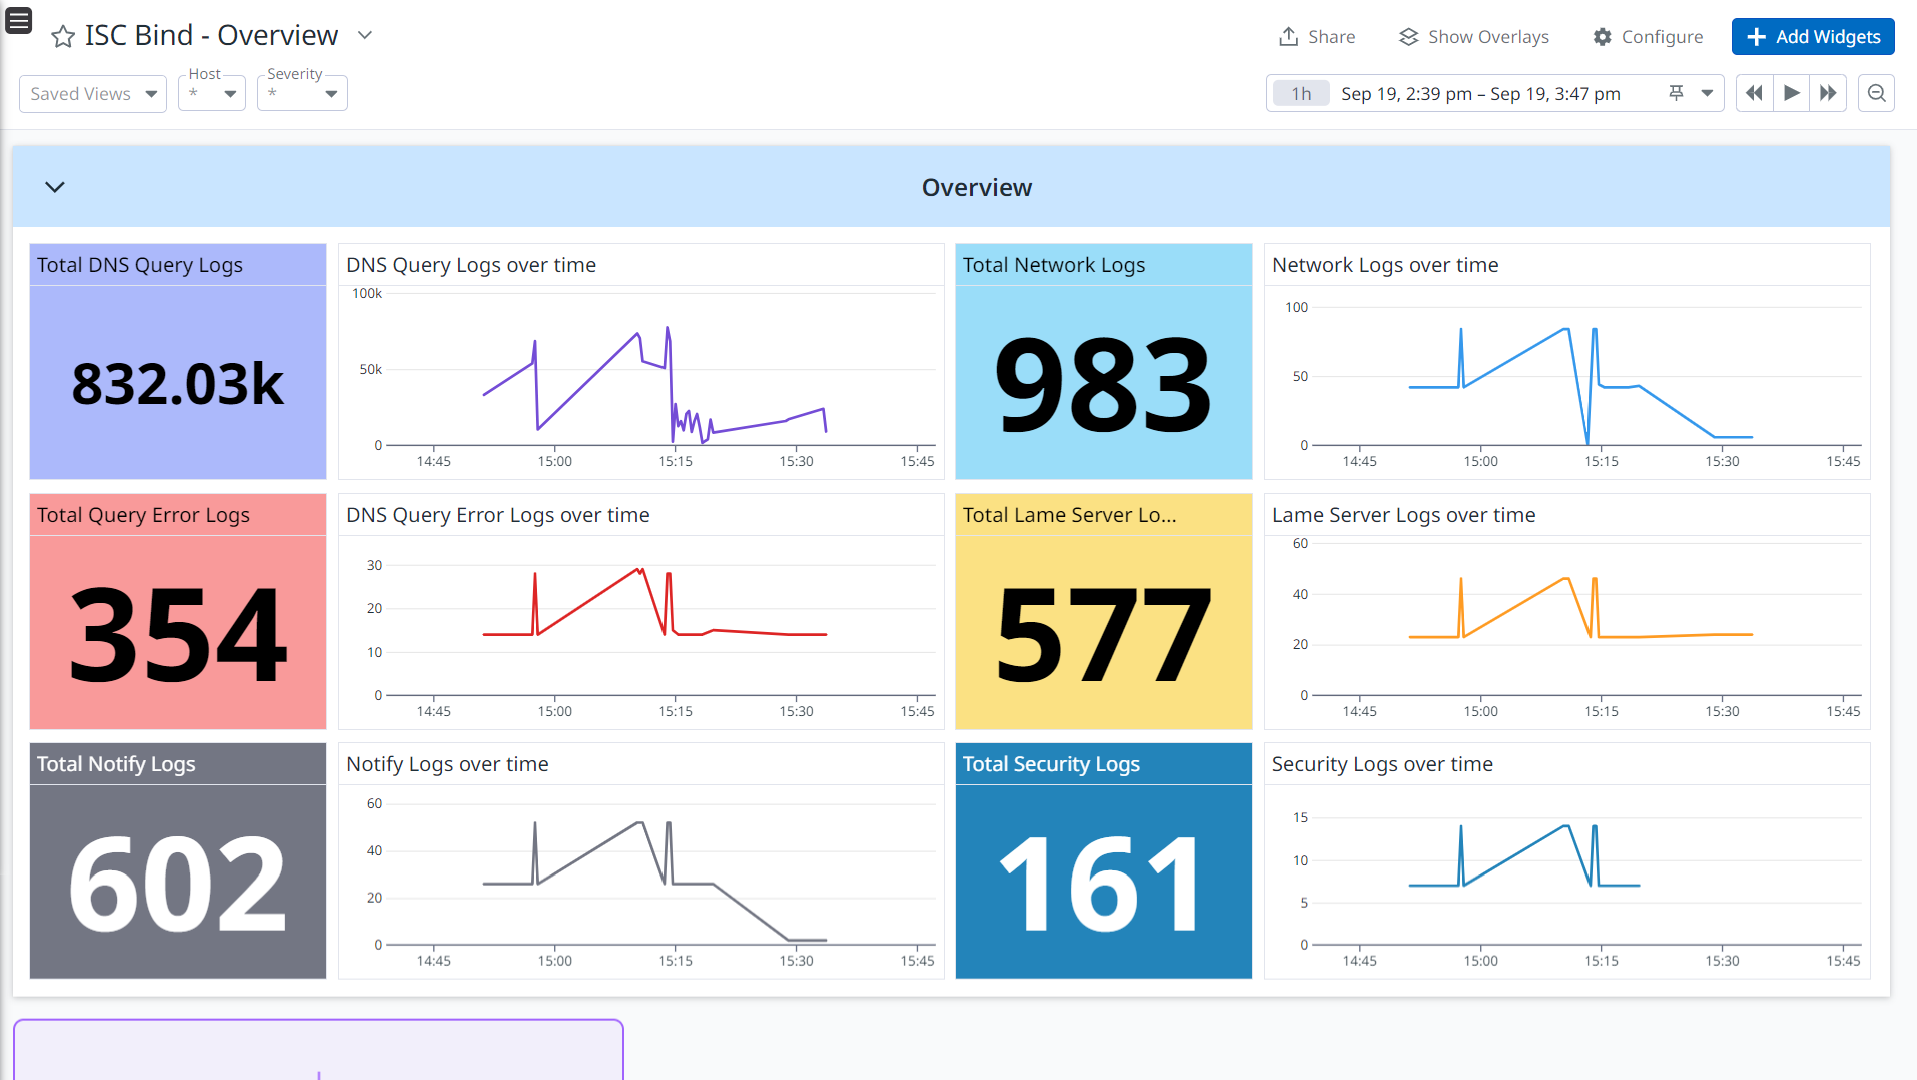 ISC Bind - Overview
Share
Show Overlays
Configure
Add Widgets
Saved Views
Host
*
Severity
*
1h
Sep 19, 2:39 pm – Sep 19, 3:47 pm
Overview
Total DNS Query Logs
832.03k
DNS Query Logs over time
100k
50k
0
14:45 15:00 15:15 15:30 15:45
Total Network Logs
983
Network Logs over time
100
50
0
14:45 15:00 15:15 15:30 15:45
Total Query Error Logs
354
DNS Query Error Logs over time
30
20
10
0
14:45 15:00 15:15 15:30 15:45
Total Lame Server Lo...
577
Lame Server Logs over time
60
40
20
0
14:45 15:00 15:15 15:30 15:45
Total Notify Logs
602
Notify Logs over time
60
40
20
0
14:45 15:00 15:15 15:30 15:45
Total Security Logs
161
Security Logs over time
15
10
5
0
14:45 15:00 15:15 15:30 15:45